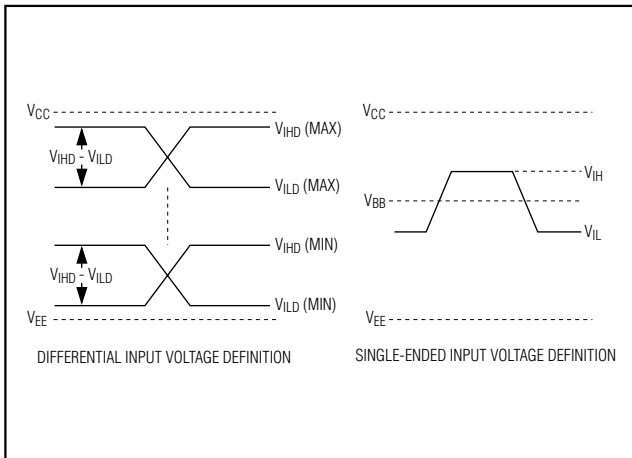 VCC
VIHD (MAX)
VIHD - VILD
VILD (MAX)
VIHD (MIN)
VIHD - VILD
VILD (MIN)
VEE
DIFFERENTIAL INPUT VOLTAGE DEFINITION
VCC
VIH
VBB
VIL
VEE
SINGLE-ENDED INPUT VOLTAGE DEFINITION